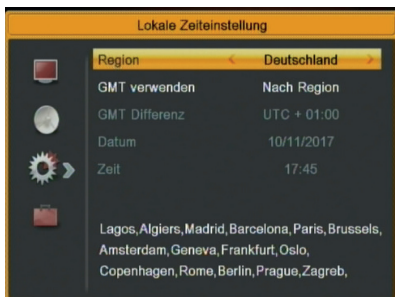 Lokale Zeiteinstellung
Region < Deutschland >
GMT verwenden Nach Region
GMT Differenz UTC + 01:00
Datum 10/11/2017
Zeit 17:45
Lagos,Algiers,Madrid,Barcelona,Paris,Brussels,
Amsterdam,Geneva,Frankfurt,Oslo,
Copenhagen,Rome,Berlin,Prague,Zagreb,